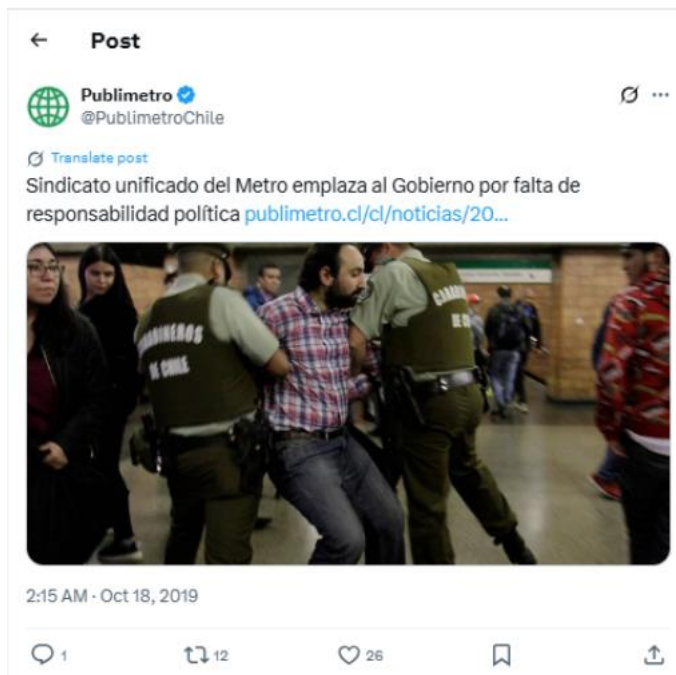 Post
Publimetro
@PublimetroChile
Translate post
Sindicato unificado del Metro emplaza al Gobierno por falta de
responsabilidad política publimetro.cl/cl/noticias/20...
CARABINEROS
DE CHILE
2:15 AM · Oct 18, 2019
1
12
26